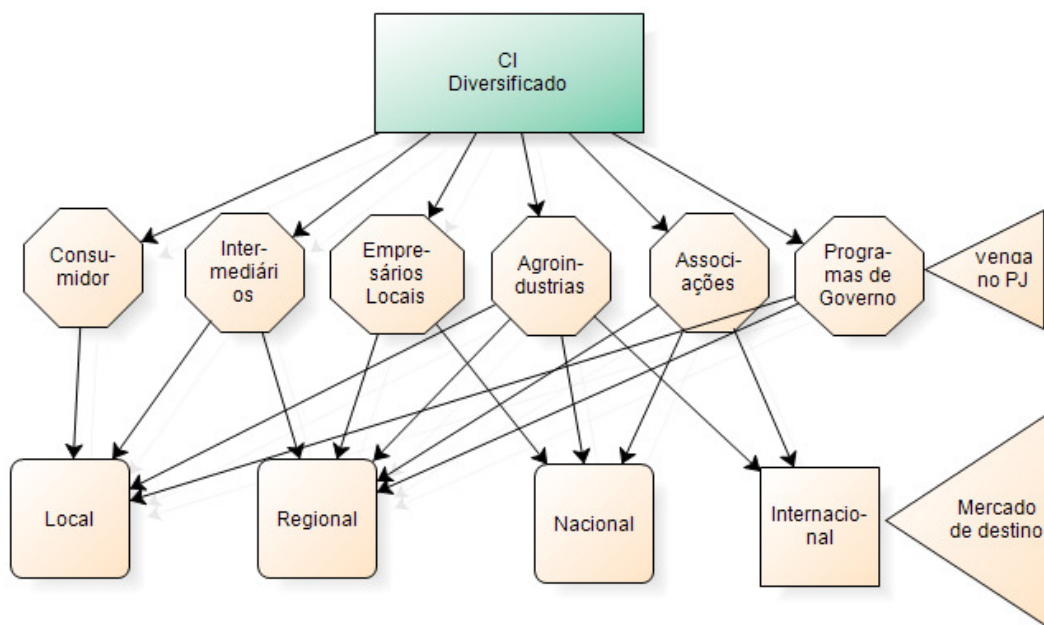 CI
Diversificado
Consu-
midor
Inter-
mediári
os
Empre-
sários
Locais
Agroin-
dustrias
Associ-
ações
Progra-
mas de
Governo
venda
no PJ
Local
Regional
Nacional
Internacio-
nal
Mercado
de destino